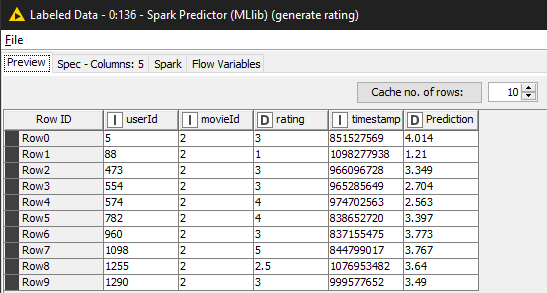 Labeled Data - 0:136 - Spark Predictor (MLlib) (generate rating)
File
Preview Spec - Columns: 5 Spark Flow Variables
Cache no. of rows: 10
Row ID I userId I movieId D rating I timestamp D Prediction
Row0 5 2 3 851527569 4.014
Row1 88 2 1 1098277938 1.21
Row2 473 2 3 966096728 3.349
Row3 554 2 3 965285649 2.704
Row4 574 2 4 974702563 2.563
Row5 782 2 4 838652720 3.397
Row6 960 2 3 837155475 3.773
Row7 1098 2 5 844799017 3.767
Row8 1255 2 2.5 1076953482 3.64
Row9 1290 2 3 999577652 3.49